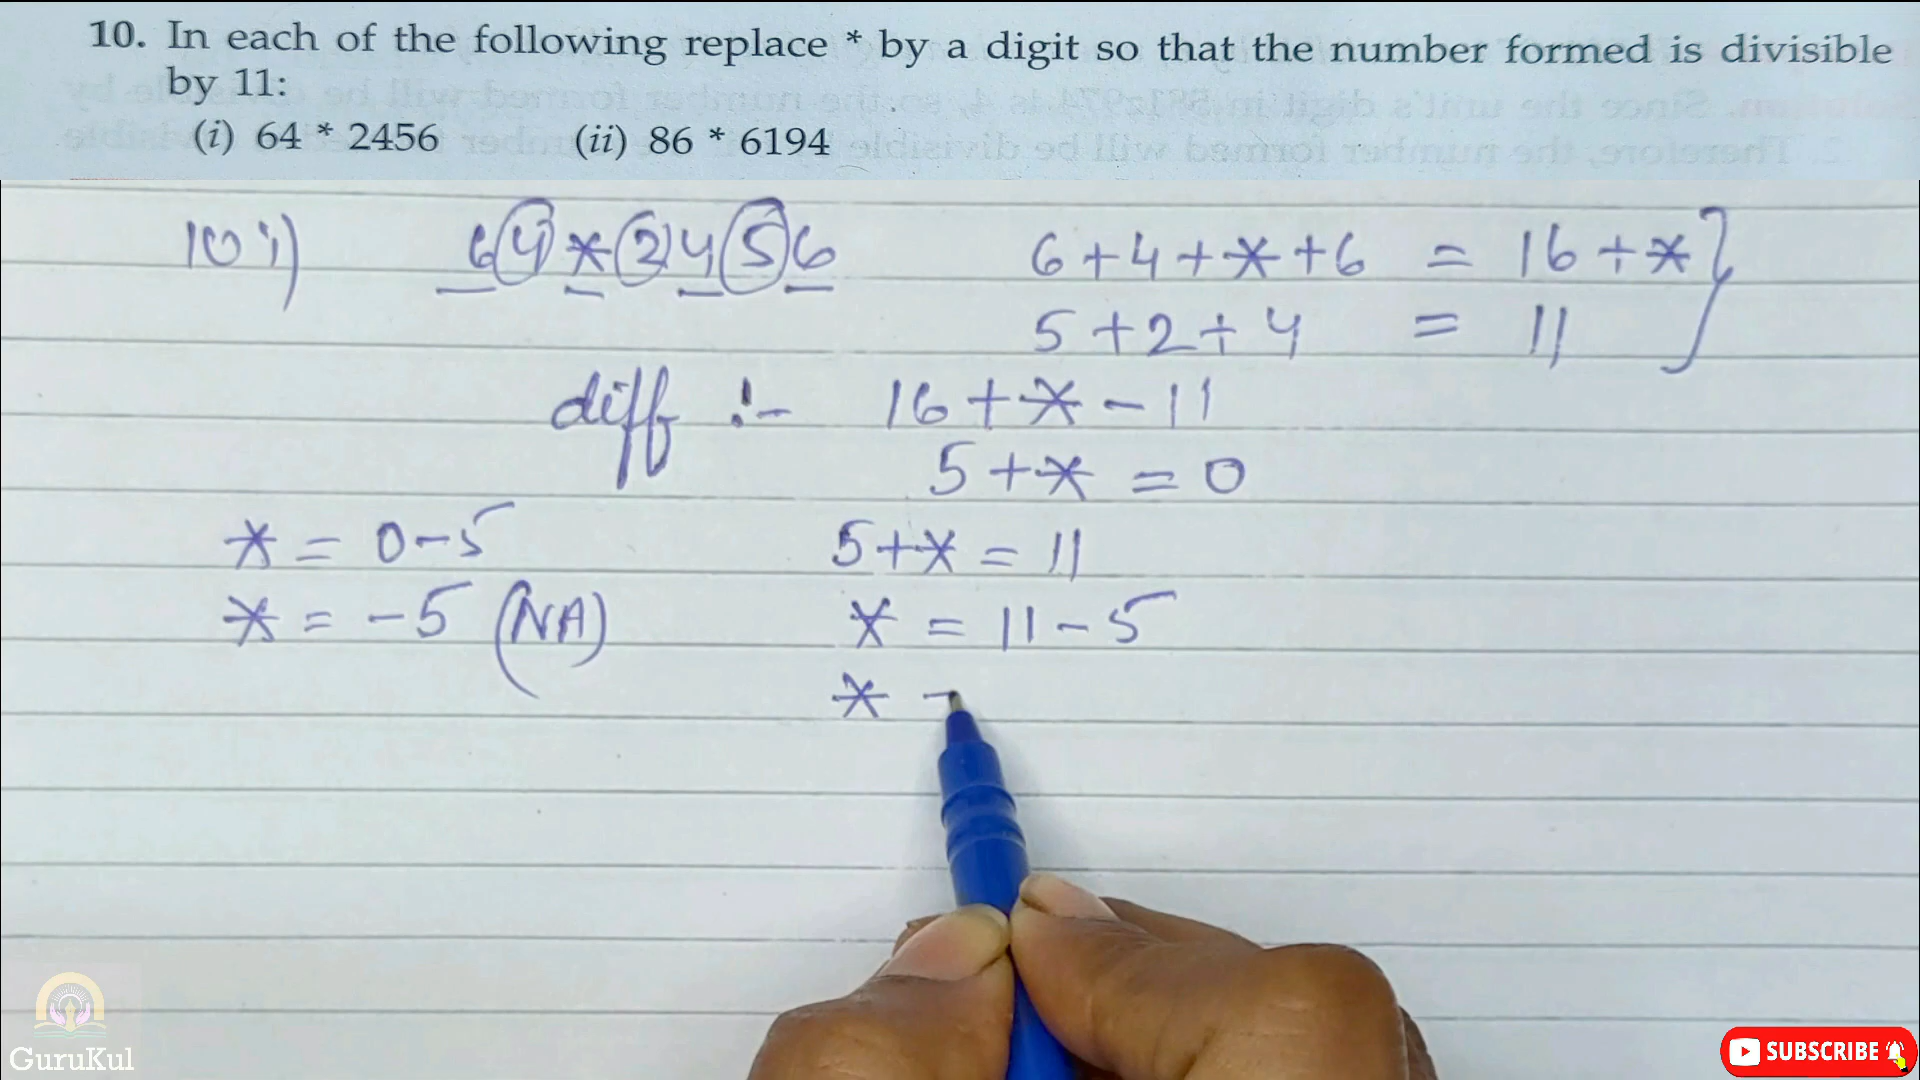 10. In each of the following replace * by a digit so that the number formed is divisible
by 11:
(i) 64 * 2456 (ii) 86 * 6194
10 i) 64*2456 6+4+*+6 = 16+*}
5+2+4 = 11
diff :- 16+*-11
5+* = 0
* = 0-5 5+* = 11
* = -5 (NA) * = 11-5
* -
GuruKul
SUBSCRIBE